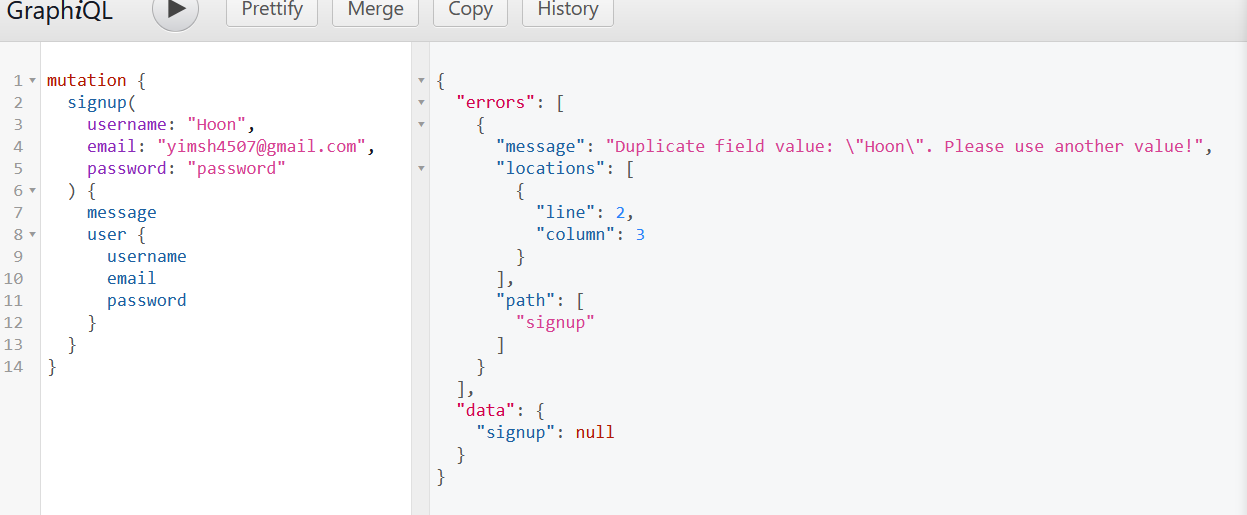 GraphiQL Prettify Merge Copy History
1 mutation {
2 signup(
3 username: "Hoon",
4 email: "yimsh4507@gmail.com",
5 password: "password"
6 ) {
7 message
8 user {
9 username
10 email
11 password
12 }
13 }
14 }
{
"errors": [
{
"message": "Duplicate field value: \"Hoon\". Please use another value!",
"locations": [
{
"line": 2,
"column": 3
}
],
"path": [
"signup"
]
}
],
"data": {
"signup": null
}
}